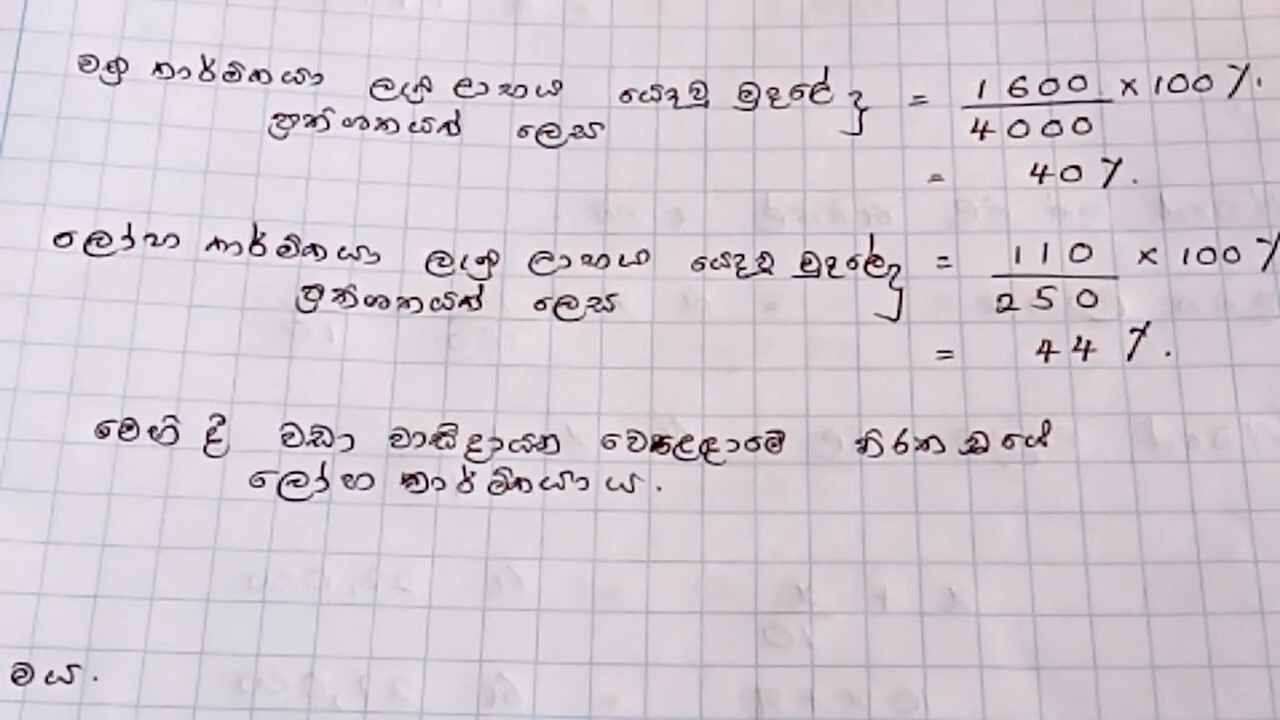 වඩු කාර්මිකයා ලැබූ ලාභය යෙදවූ මුදලේ = 1600 × 100%.
ප්‍රතිශතයක් ලෙස 4000
= 40%.
ලෝහ කාර්මිකයා ලැබූ ලාභය යෙදවූ මුදලේ = 110 × 100%
ප්‍රතිශතයක් ලෙස 250
= 44%.
මෙහි දී වඩා වාසිදායක වෙළඳාමේ නිරත වූයේ
ලෝහ කාර්මිකයා ය.
මය.